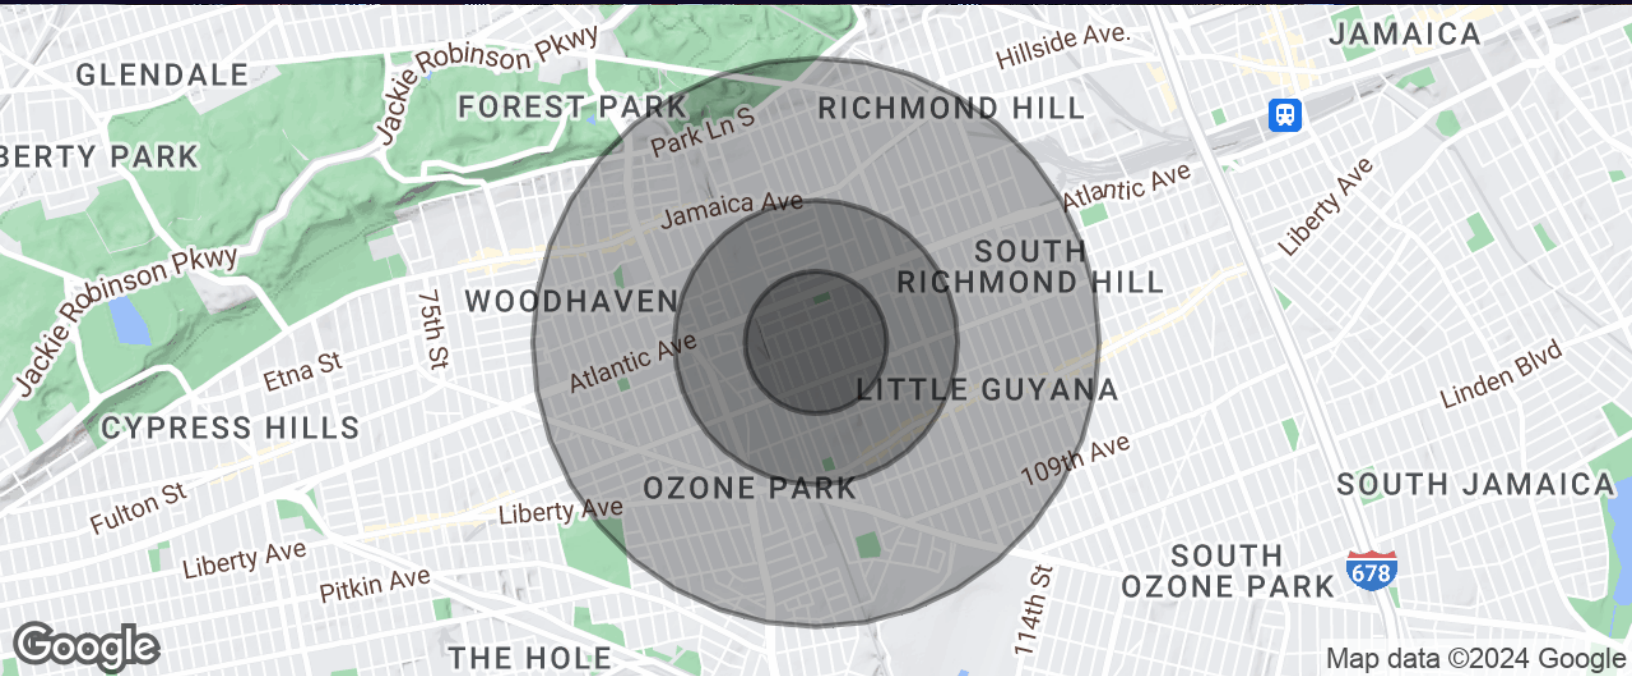 JAMAICA
Hillside Ave.
Jackie Robinson Pkwy
GLENDALE
FOREST PARK
RICHMOND HILL
Park Ln S
BERTY PARK
Atlantic Ave
Liberty Ave
Jamaica Ave
SOUTH
RICHMOND HILL
Jackie Robinson Pkwy
WOODHAVEN
75th St
Atlantic Ave
Etna St
LITTLE GUYANA
Linden Blvd
CYPRESS HILLS
109th Ave
OZONE PARK
SOUTH JAMAICA
Fulton St
Liberty Ave
Liberty Ave
SOUTH
OZONE PARK
678
Pitkin Ave
114th St
Google
THE HOLE
Map data ©2024 Google